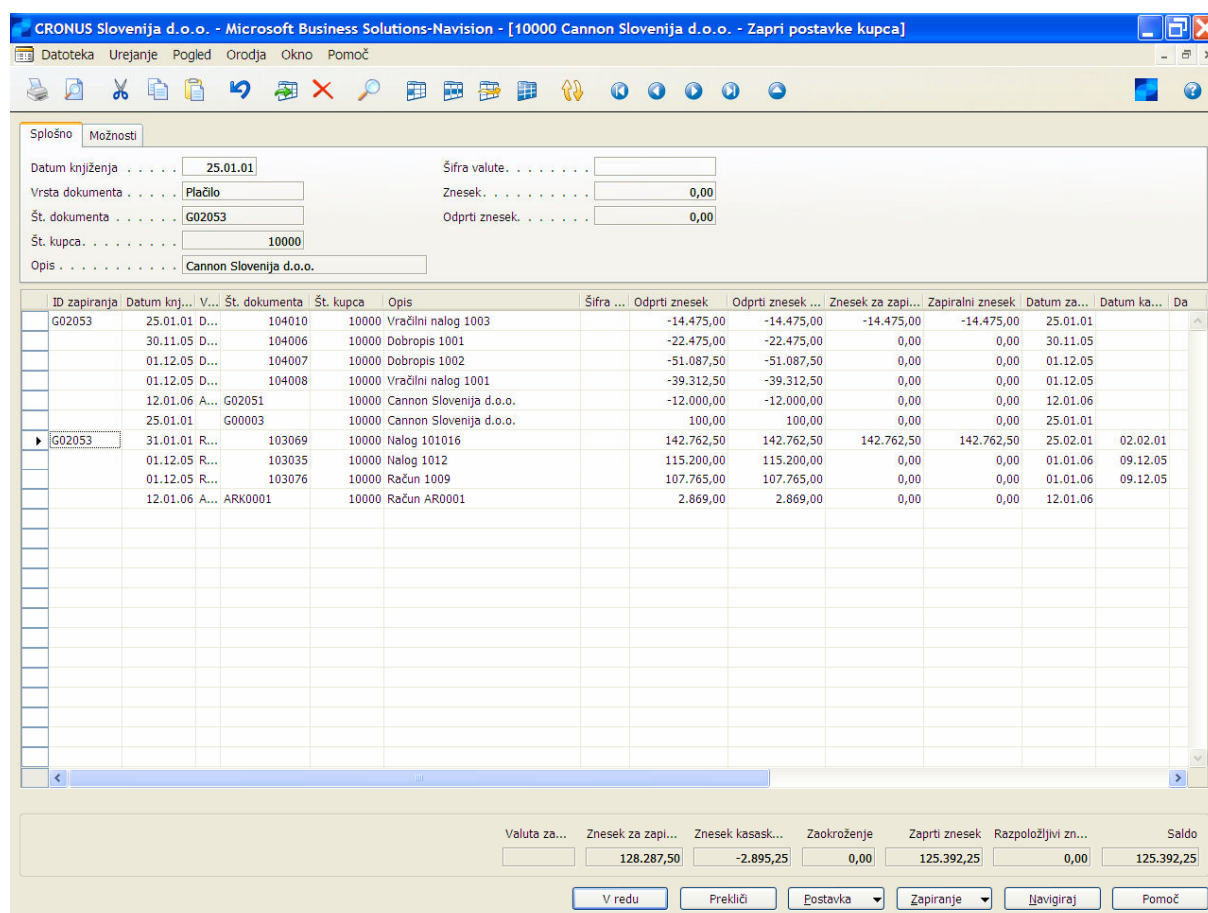 CRONUS Slovenija d.o.o. - Microsoft Business Solutions-Navision - [10000 Cannon Slovenija d.o.o. - Zapri postavke kupca]
Datoteka Urejanje Pogled Orodja Okno Pomoč
Splošno Možnosti
Datum knjiženja . . . . . 25.01.01 Šifra valute. . . . . . . .
Vrsta dokumenta . . . . . Plačilo Znesek. . . . . . . . . . 0,00
Št. dokumenta . . . . . . G02053 Odprti znesek. . . . . . . 0,00
Št. kupca. . . . . . . . . 10000
Opis . . . . . . . . . . . Cannon Slovenija d.o.o.
ID zapiranja Datum knj... V... Št. dokumenta Št. kupca Opis Šifra ... Odprti znesek Odprti znesek ... Znesek za zapi... Zapiralni znesek Datum za... Datum ka... Da
G02053 25.01.01 D... 104010 10000 Vračilni nalog 1003 -14.475,00 -14.475,00 -14.475,00 -14.475,00 25.01.01
30.11.05 D... 104006 10000 Dobropis 1001 -22.475,00 -22.475,00 0,00 0,00 30.11.05
01.12.05 D... 104007 10000 Dobropis 1002 -51.087,50 -51.087,50 0,00 0,00 01.12.05
01.12.05 D... 104008 10000 Vračilni nalog 1001 -39.312,50 -39.312,50 0,00 0,00 01.12.05
12.01.06 A... G02051 10000 Cannon Slovenija d.o.o. -12.000,00 -12.000,00 0,00 0,00 12.01.06
25.01.01 G00003 10000 Cannon Slovenija d.o.o. 100,00 100,00 0,00 0,00 25.01.01
G02053 31.01.01 R... 103069 10000 Nalog 101016 142.762,50 142.762,50 142.762,50 142.762,50 25.02.01 02.02.01
01.12.05 R... 103035 10000 Nalog 1012 115.200,00 115.200,00 0,00 0,00 01.01.06 09.12.05
01.12.05 R... 103076 10000 Račun 1009 107.765,00 107.765,00 0,00 0,00 01.01.06 09.12.05
12.01.06 A... ARK0001 10000 Račun AR0001 2.869,00 2.869,00 0,00 0,00 12.01.06
Valuta za... Znesek za zapi... Znesek kasask... Zaokroženje Zaprti znesek Razpoložljivi zn... Saldo
128.287,50 -2.895,25 0,00 125.392,25 0,00 125.392,25
V redu Prekliči Postavka Zapiranje Navigiraj Pomoč